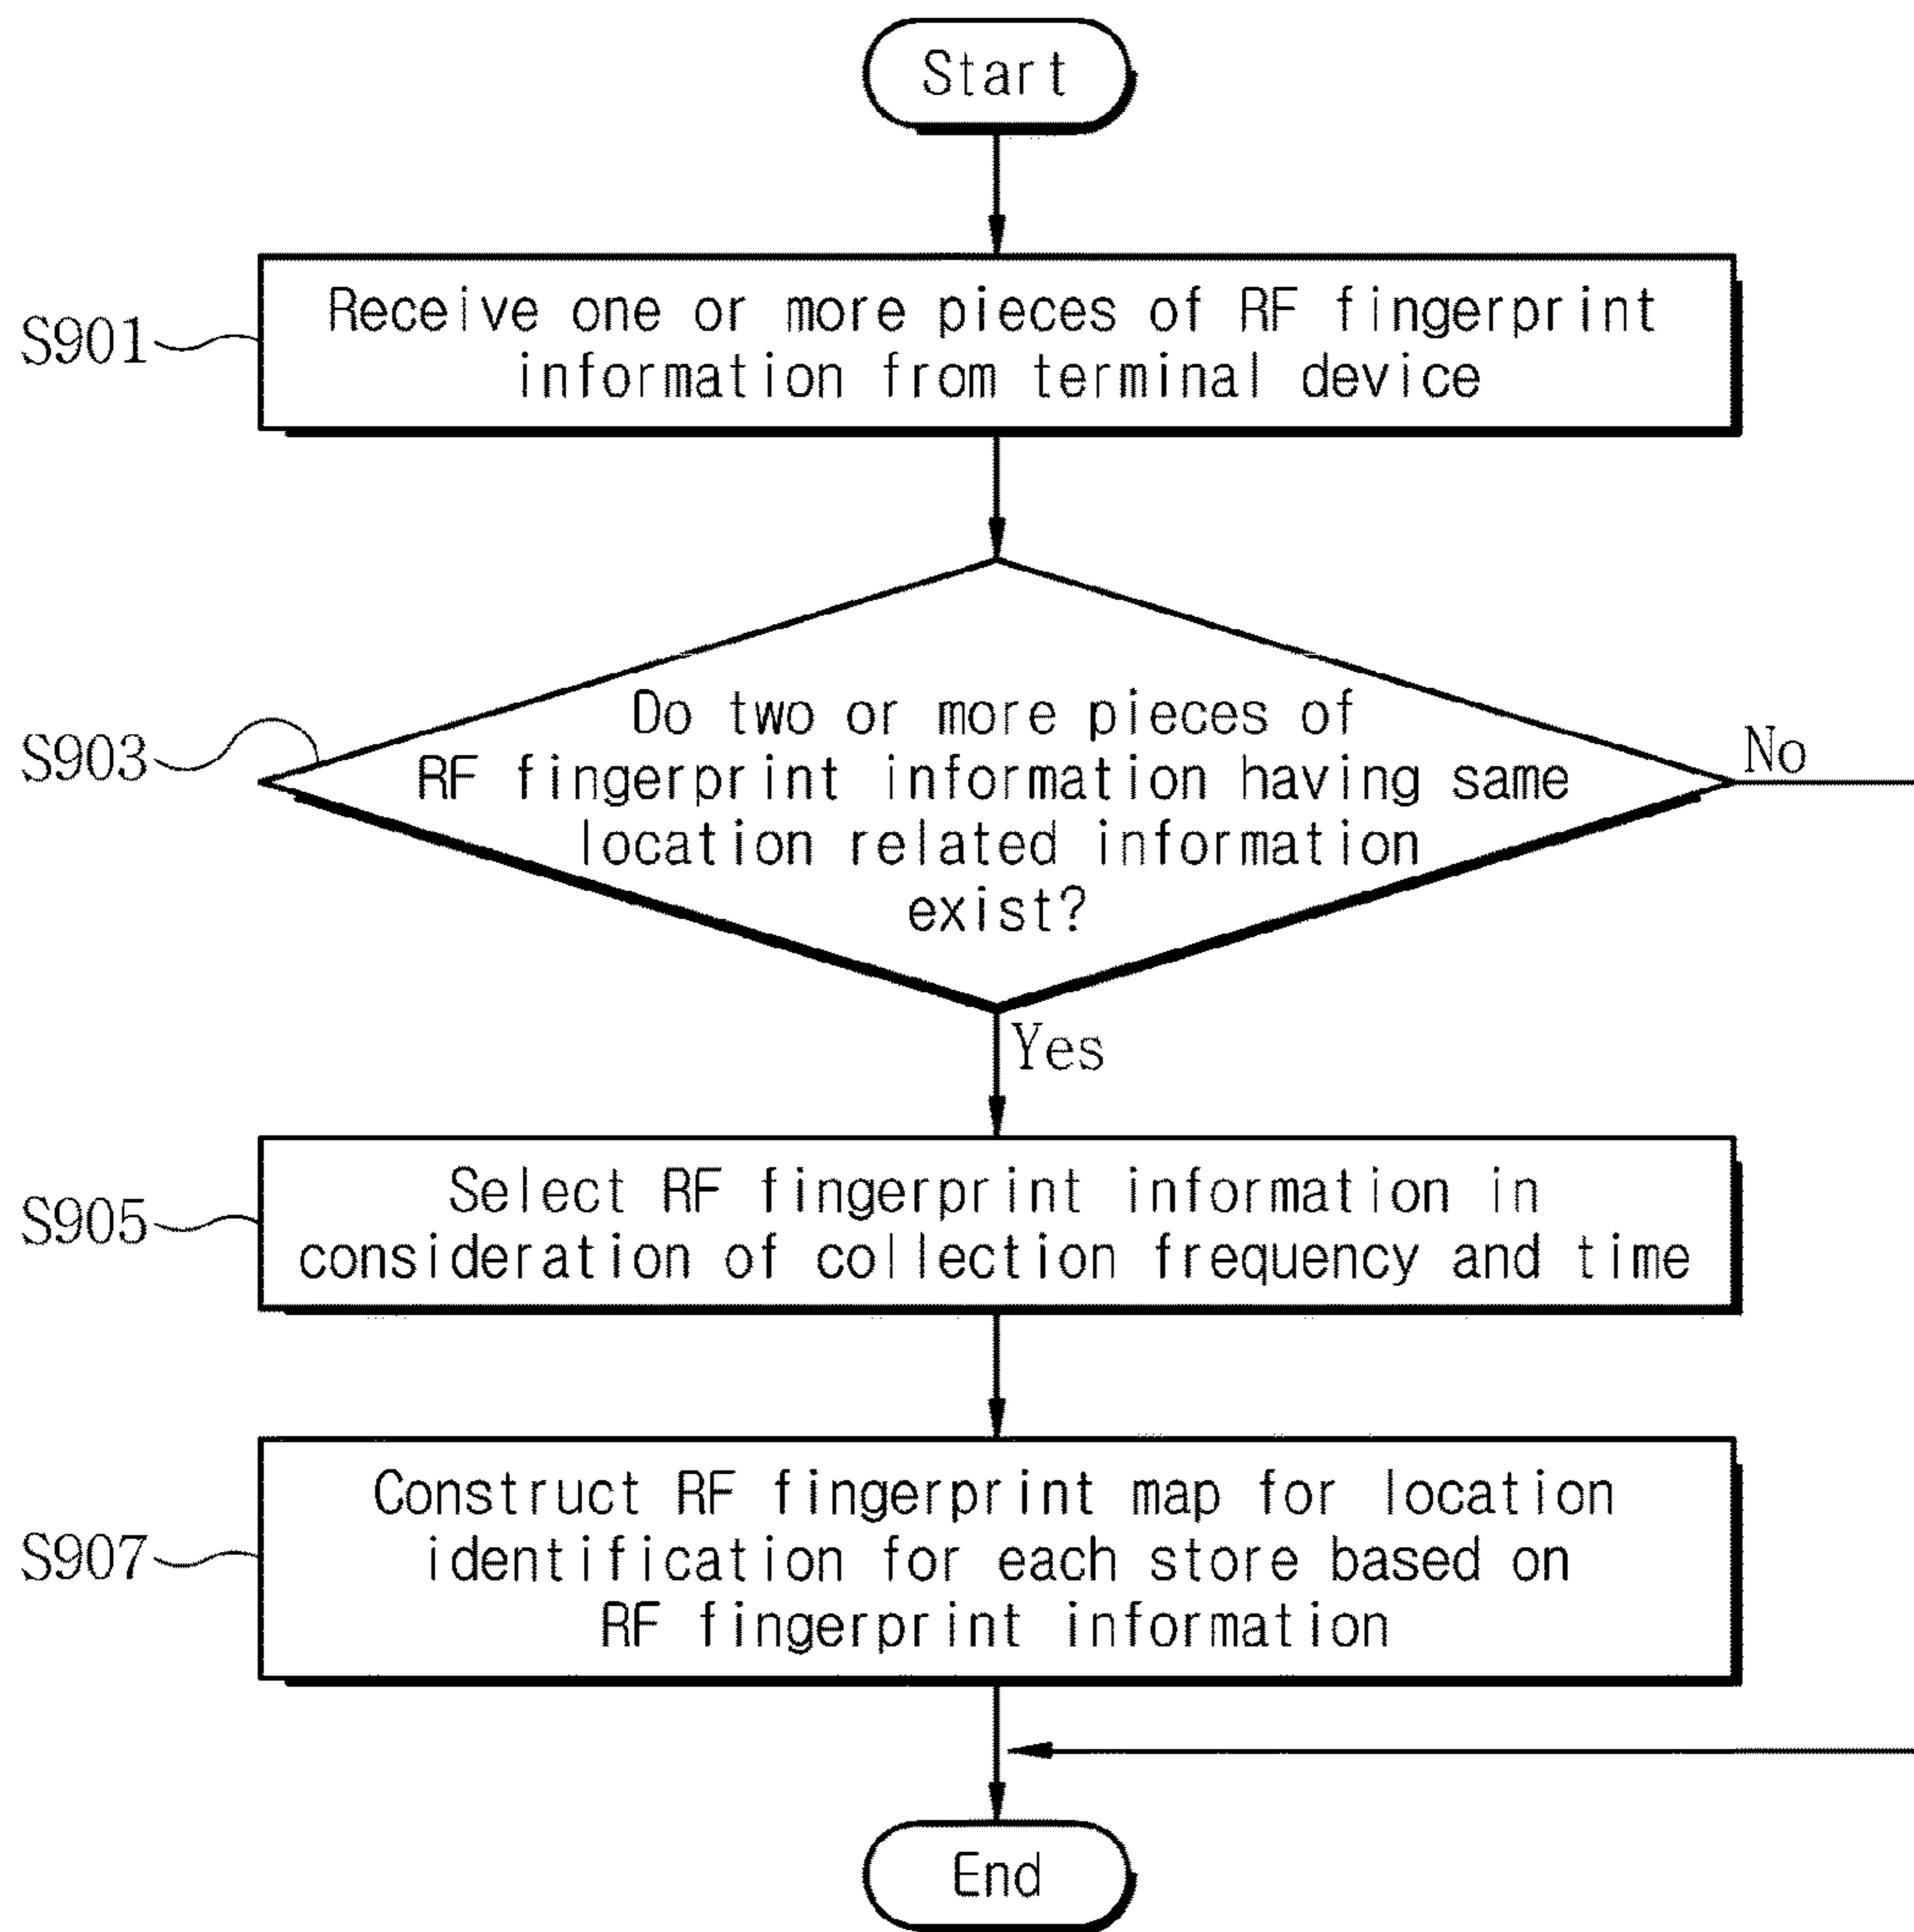 Start
S901
Receive one or more pieces of RF fingerprint
information from terminal device
S903
Do two or more pieces of
RF fingerprint information having same
location related information
exist?
No
Yes
S905
Select RF fingerprint information in
consideration of collection frequency and time
S907
Construct RF fingerprint map for location
identification for each store based on
RF fingerprint information
End